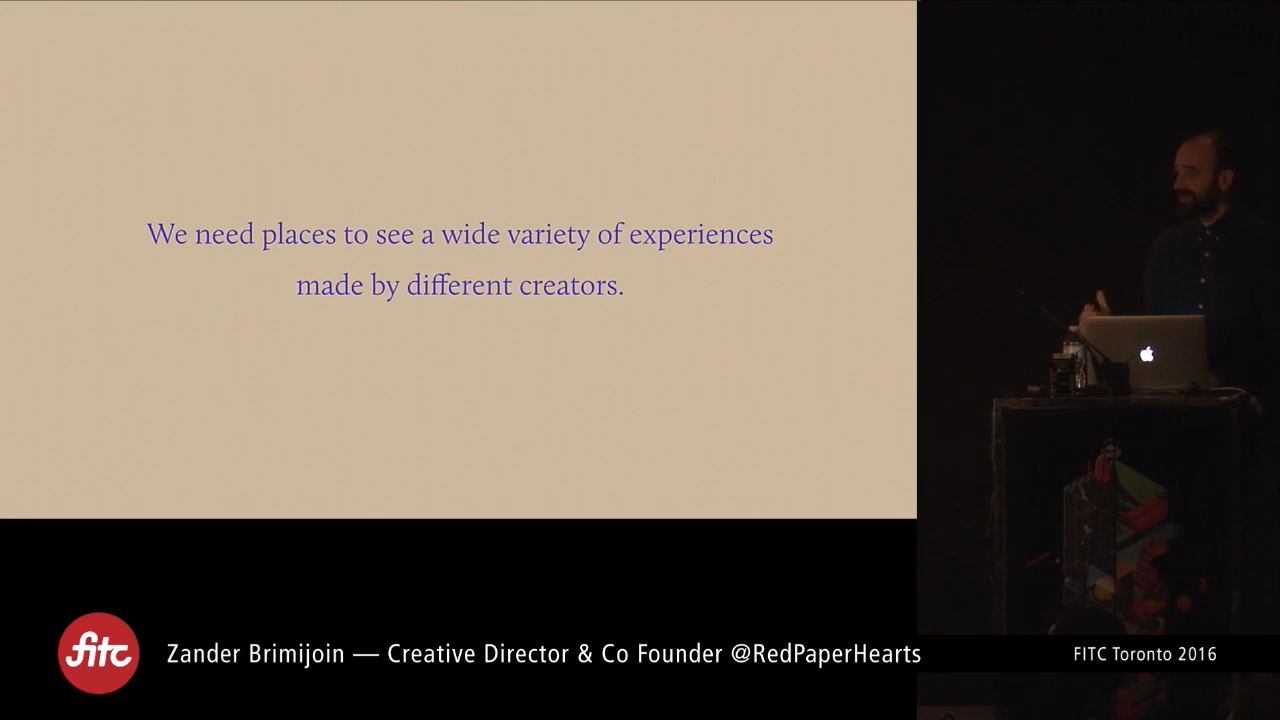 We need places to see a wide variety of experiences
made by different creators.
fitc
Zander Brimijoin — Creative Director & Co Founder @RedPaperHearts
FITC Toronto 2016